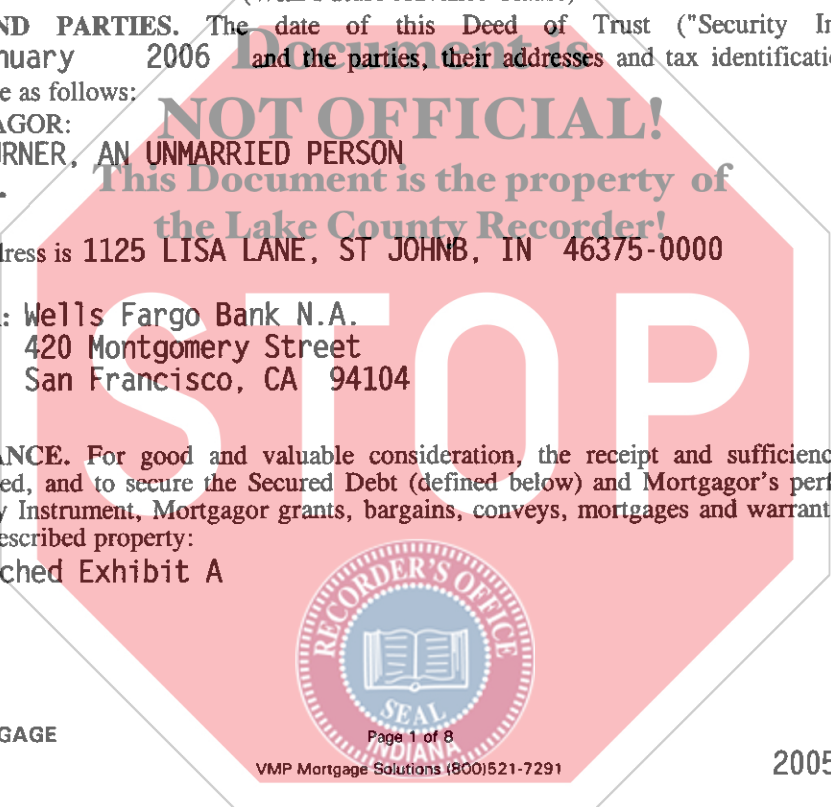 ND PARTIES. The date of this Deed of Trust ("Security In
nuary 2006 and the parties, their addresses and tax identificatio
e as follows:
Document is
NOT OFFICIAL!
This Document is the property of
the Lake County Recorder!
AGOR:
RNER, AN UNMARRIED PERSON
dress is 1125 LISA LANE, ST JOHNB, IN 46375-0000
: Wells Fargo Bank N.A.
420 Montgomery Street
San Francisco, CA 94104
STOP
ANCE. For good and valuable consideration, the receipt and sufficienc
ed, and to secure the Secured Debt (defined below) and Mortgagor's perf
y Instrument, Mortgagor grants, bargains, conveys, mortgages and warrant
escribed property:
ched Exhibit A
RECORDER'S OFFICE
SEAL
INDIANA
GAGE
Page 1 of 8
VMP Mortgage Solutions (800)521-7291
2005